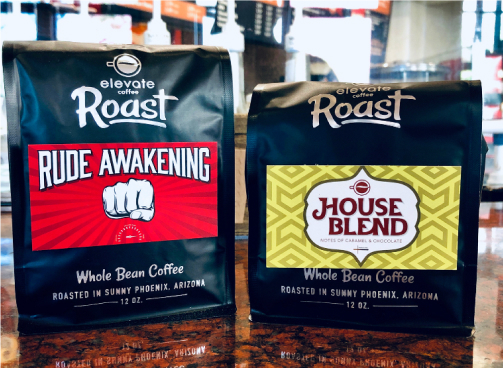 elevate
coffee
Roast
RUDE AWAKENING
Whole Bean Coffee
ROASTED IN SUNNY PHOENIX, ARIZONA
12 OZ.
elevate
coffee
Roast
HOUSE
BLEND
NOTES OF CARAMEL & CHOCOLATE
Whole Bean Coffee
ROASTED IN SUNNY PHOENIX, ARIZONA
12 OZ.